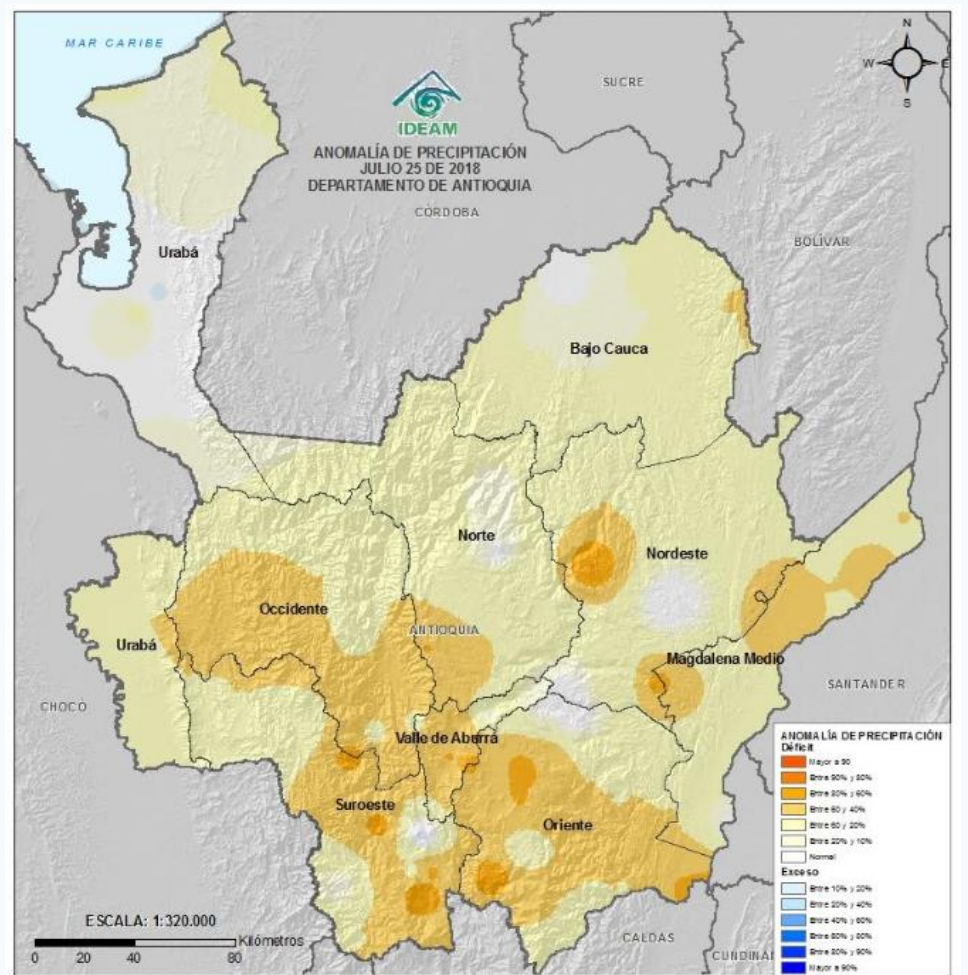 MAR CARIBE
N
W
E
S
SUCRE
IDEAM
ANOMALÍA DE PRECIPITACIÓN
JULIO 25 DE 2018
DEPARTAMENTO DE ANTIOQUIA
CÓRDOBA
BOLÍVAR
Urabá
Bajo Cauca
Norte
Nordeste
Occidente
ANTIOQUIA
Urabá
Magdalena Medio
SANTANDER
CHOCÓ
Valle de Aburrá
Suroeste
Oriente
ANOMALÍA DE PRECIPITACIÓN
Déficit
Mayor a 90
Entre 90% y 80%
Entre 80% y 60%
Entre 60 y 40%
Entre 60 y 20%
Entre 20% y 10%
Normal
Exceso
Entre 10% y 20%
Entre 20% y 40%
Entre 40% y 60%
Entre 60% y 80%
Entre 80% y 90%
Mayor a 90%
ESCALA: 1:320.000
Kilómetros
0 20 40 80
CALDAS
CUNDINA